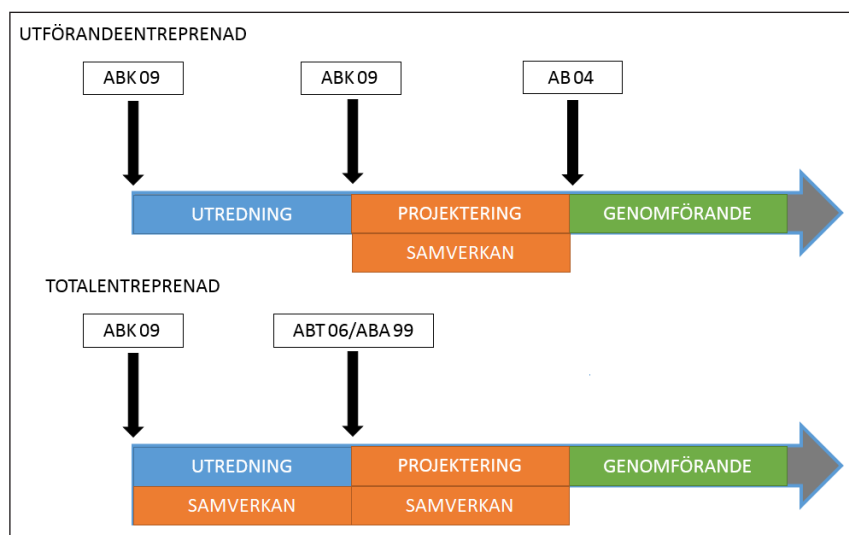 UTFÖRANDEENTREPRENAD
ABK 09 ABK 09 AB 04
UTREDNING PROJEKTERING GENOMFÖRANDE
SAMVERKAN
TOTALENTREPRENAD
ABK 09 ABT 06/ABA 99
UTREDNING PROJEKTERING GENOMFÖRANDE
SAMVERKAN SAMVERKAN